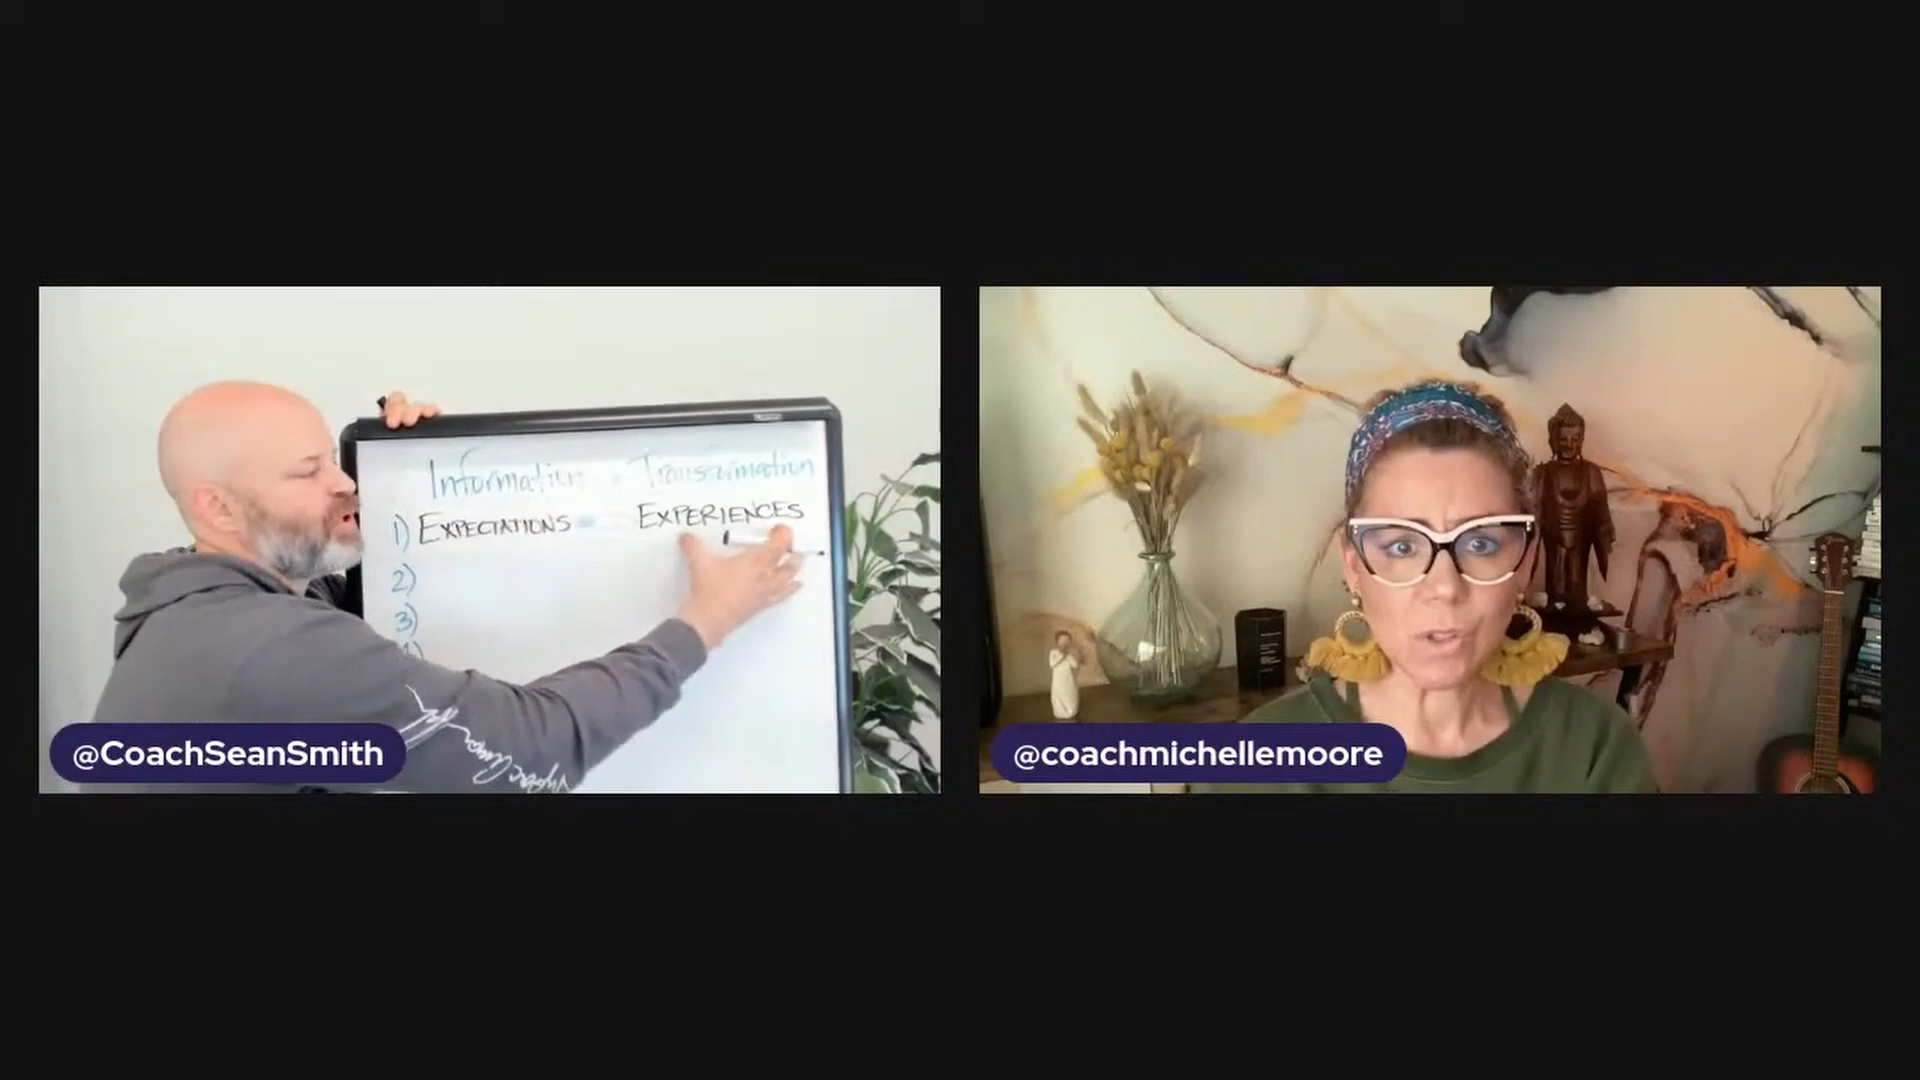 Information Transformation
1) EXPECTATIONS EXPERIENCES
2)
3)
@CoachSeanSmith
@coachmichellemoore